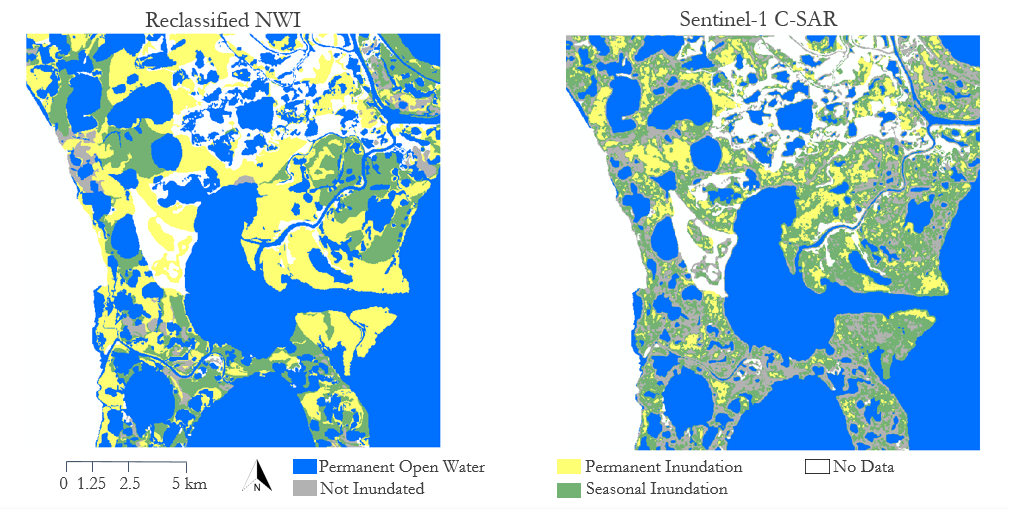 Reclassified NWI
Sentinel-1 C-SAR
0 1.25 2.5 5 km
N
Permanent Open Water
Not Inundated
Permanent Inundation
Seasonal Inundation
No Data